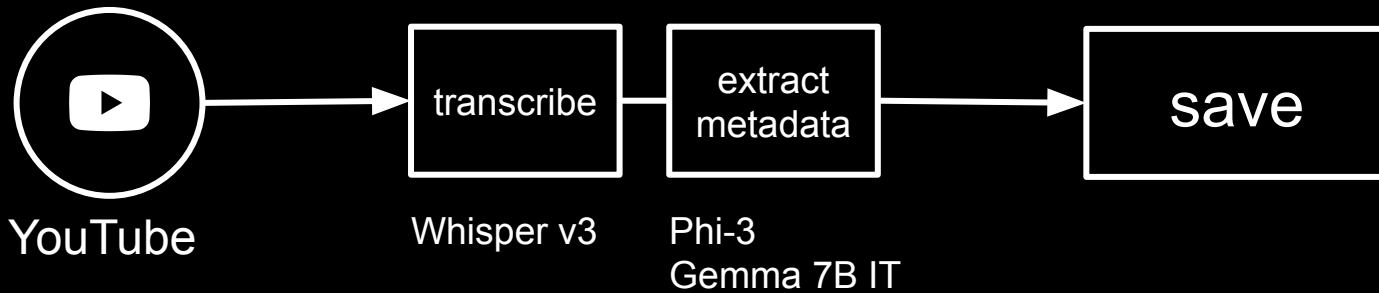 transcribe
extract
metadata
save
YouTube
Whisper v3
Phi-3
Gemma 7B IT